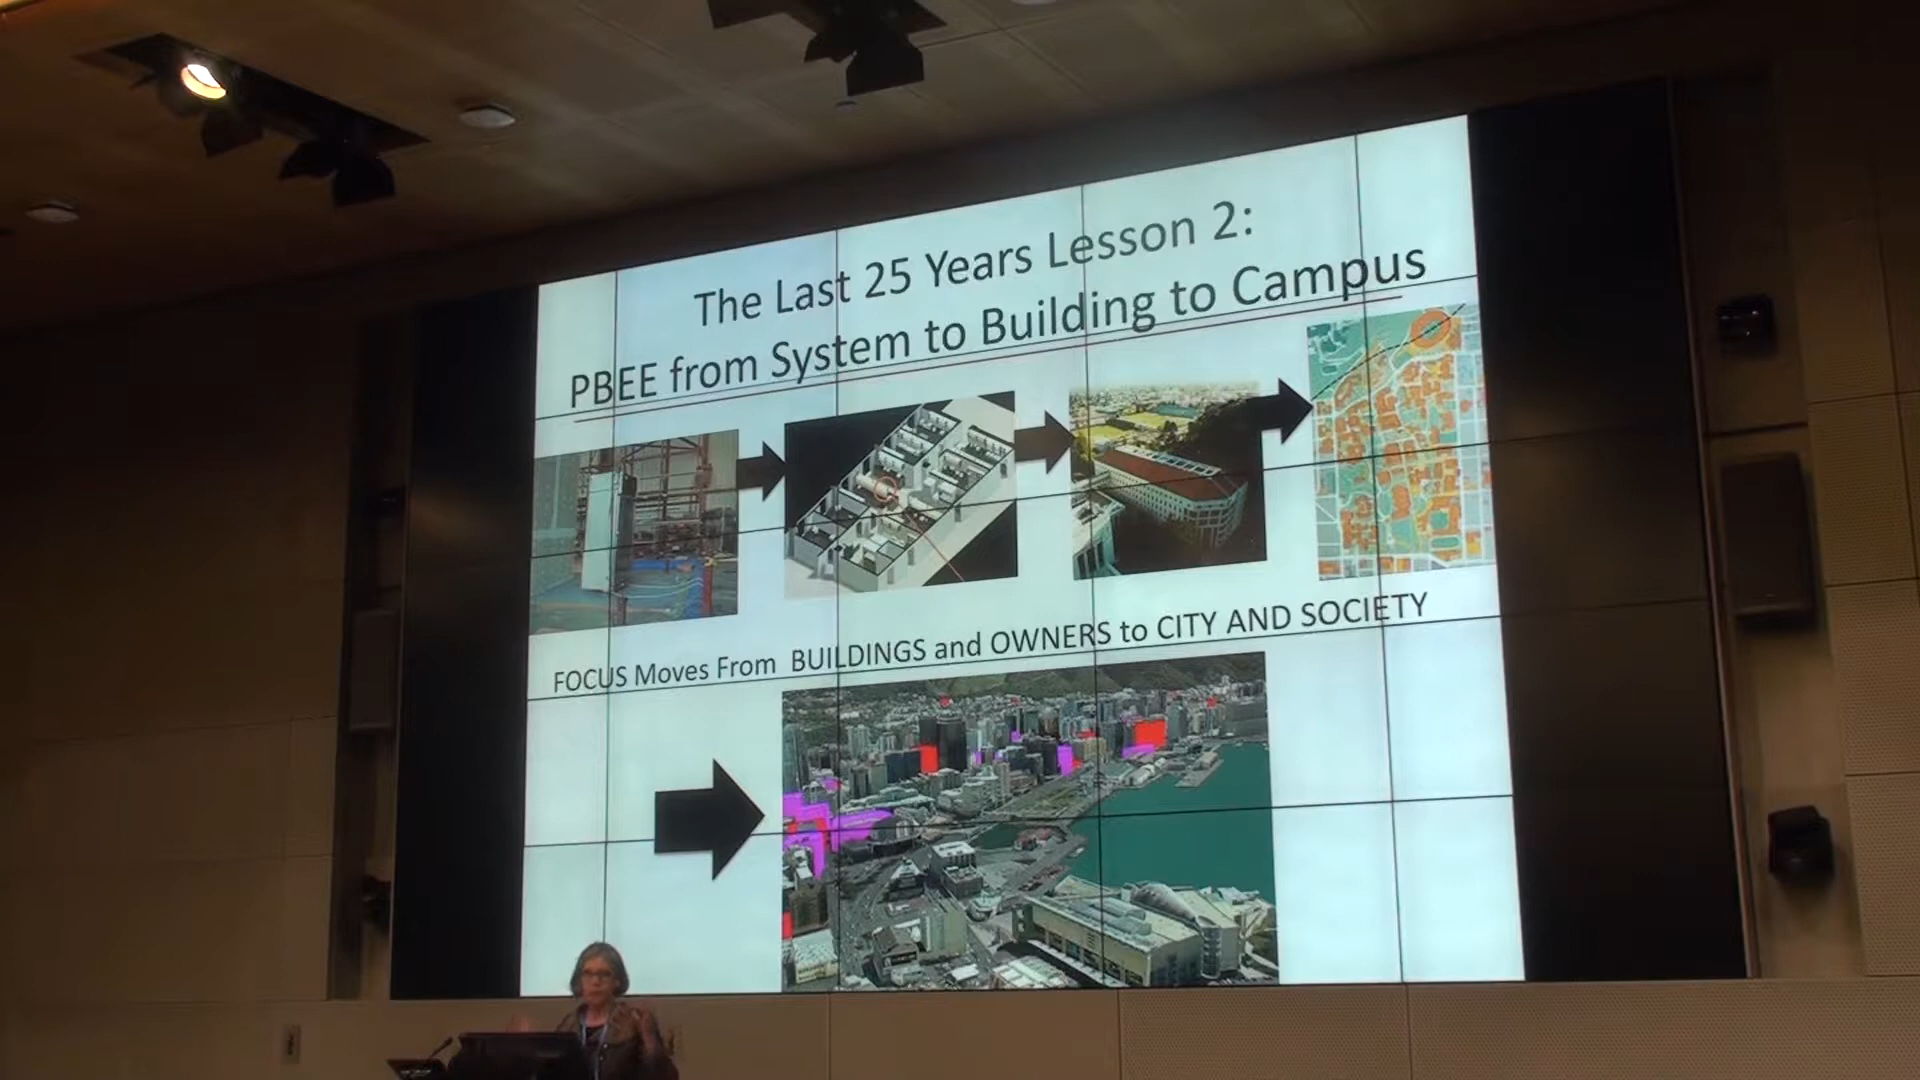 The Last 25 Years Lesson 2:
PBEE from System to Building to Campus
FOCUS Moves From BUILDINGS and OWNERS to CITY AND SOCIETY